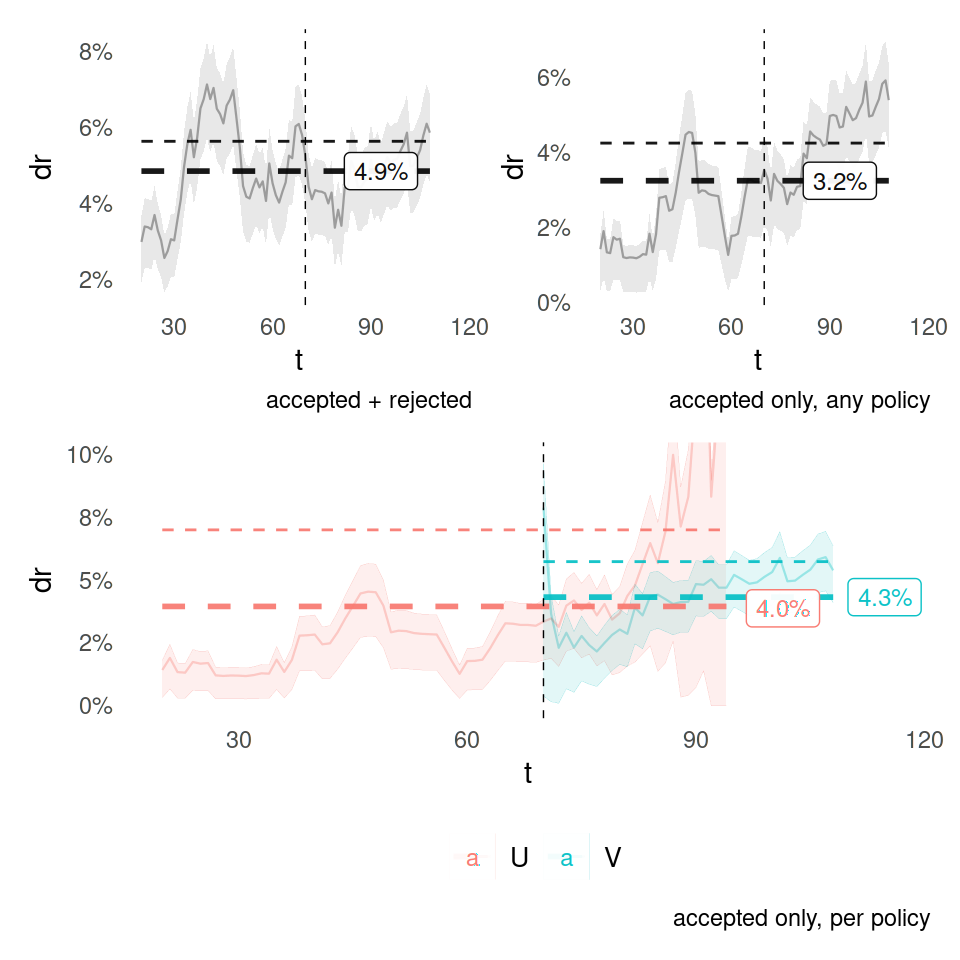 8%
6%
4%
2%
dr
4.9%
30 60 90 120
t
accepted + rejected
6%
4%
2%
0%
dr
3.2%
30 60 90 120
t
accepted only, any policy
10%
8%
5%
2%
0%
dr
4.0%
4.3%
30 60 90 120
t
a U a V
accepted only, per policy